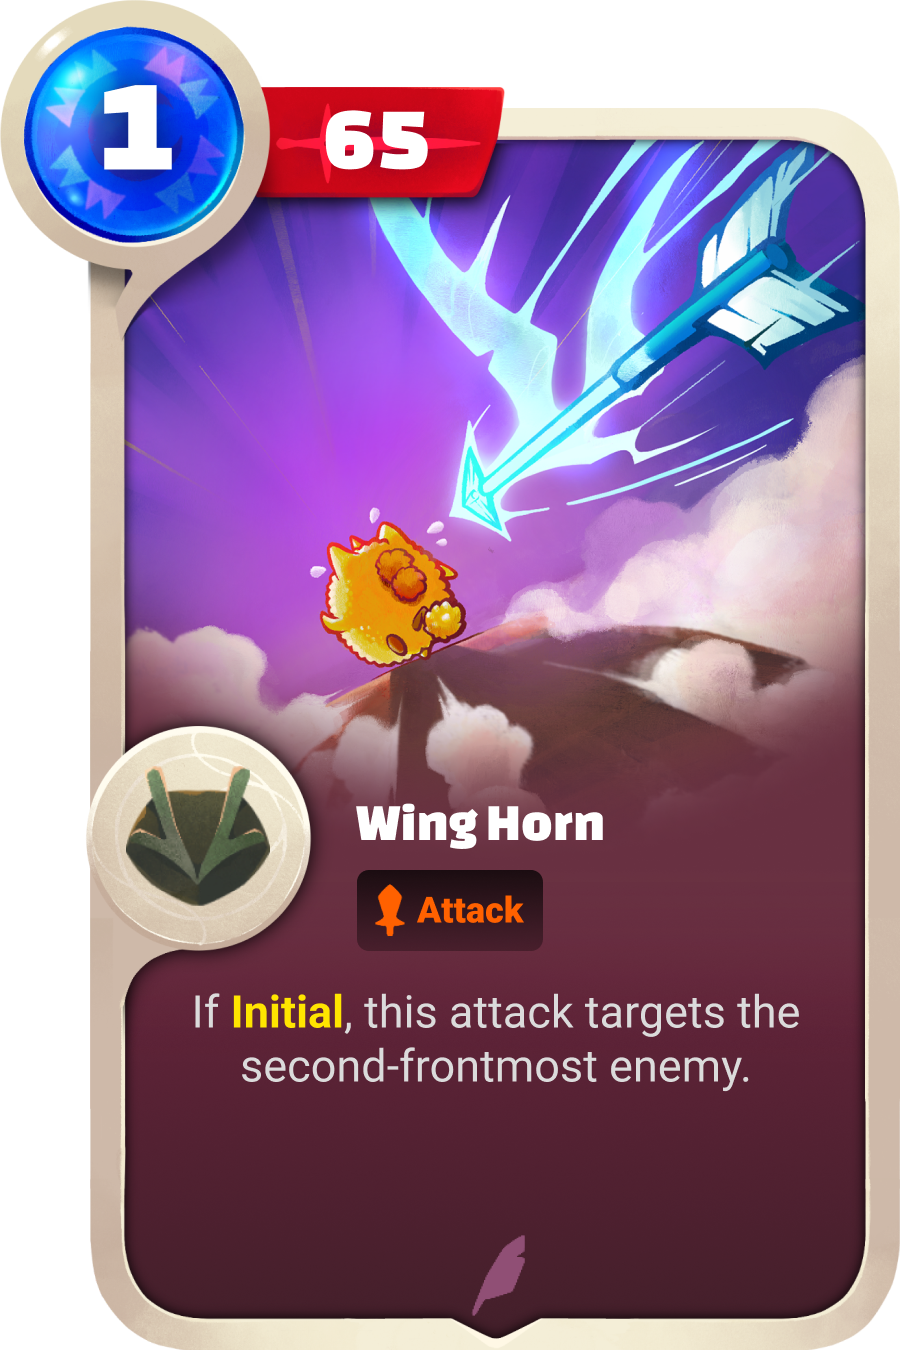 1
65
Wing Horn
Attack
If Initial, this attack targets the
second-frontmost enemy.